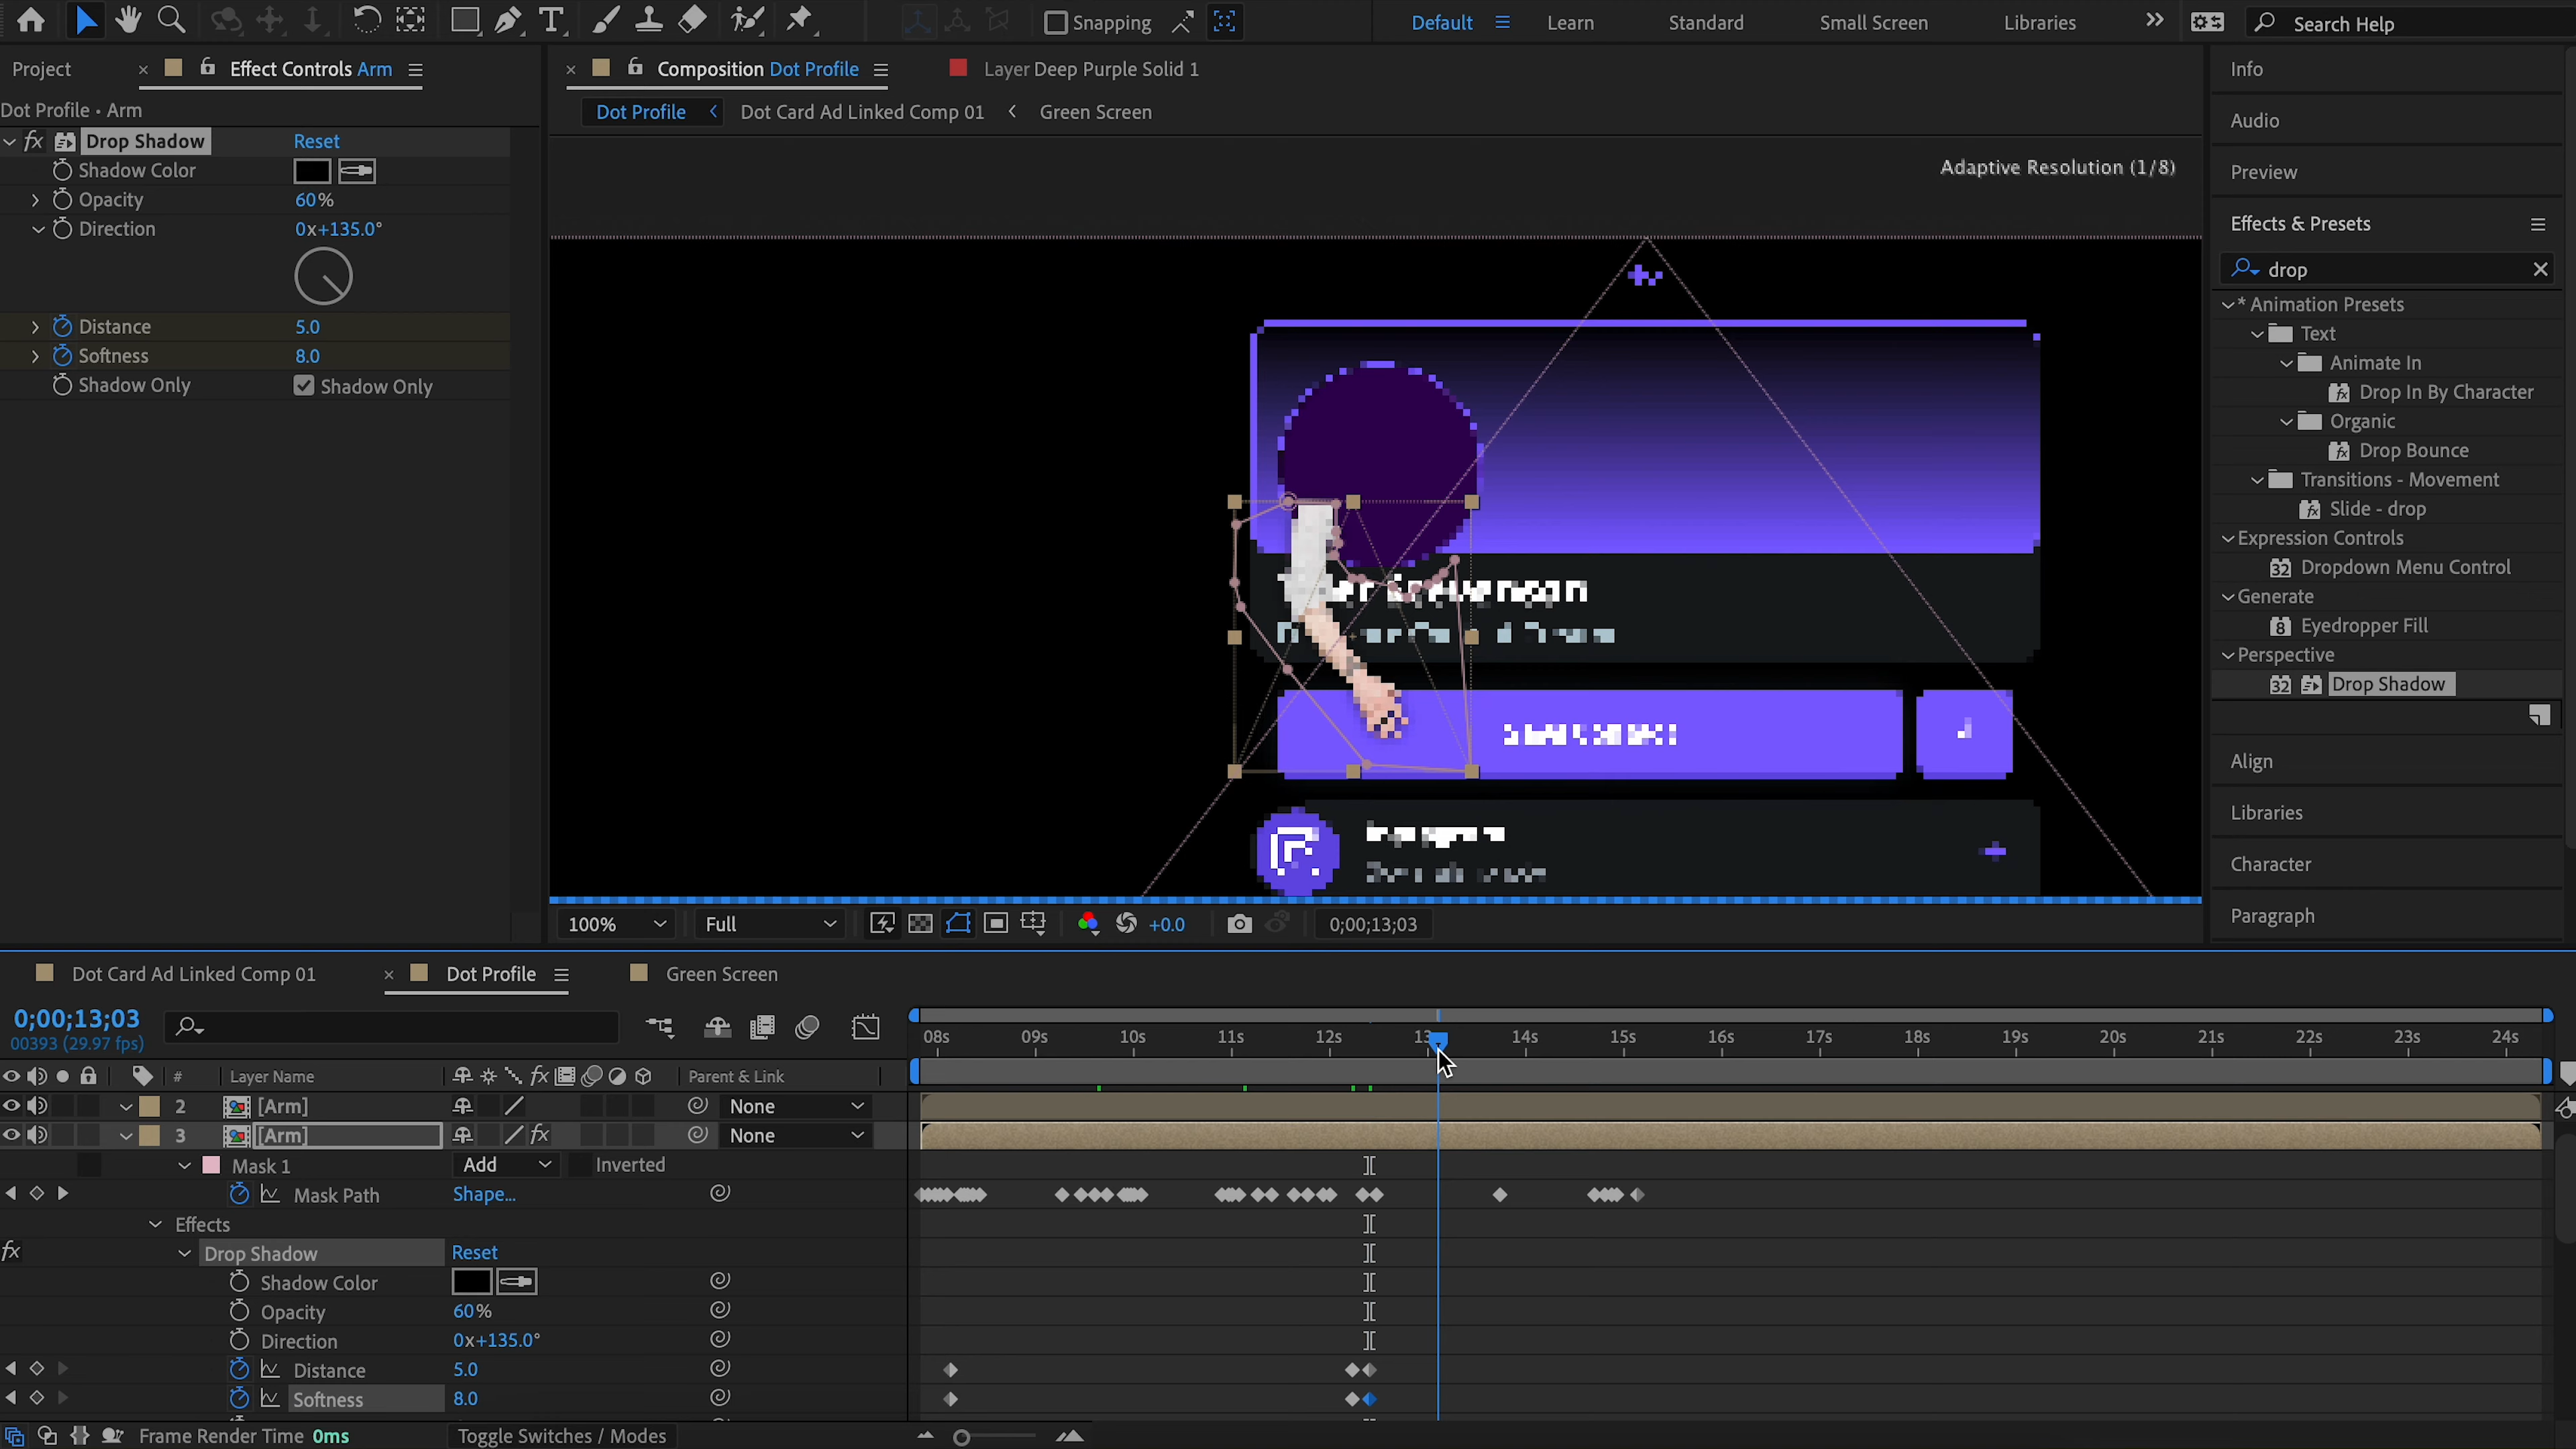 Snapping
Default
Learn
Standard
Small Screen
Libraries
Search Help
Project
Effect Controls Arm
Composition Dot Profile
Layer Deep Purple Solid 1
Info
Dot Profile • Arm
Dot Profile
Dot Card Ad Linked Comp 01
Green Screen
Audio
fx Drop Shadow Reset
Shadow Color
Opacity 60%
Direction 0x+135.0°
Distance 5.0
Softness 8.0
Shadow Only Shadow Only
Adaptive Resolution (1/8)
Preview
Effects & Presets
drop
* Animation Presets
Text
Animate In
Drop In By Character
Organic
Drop Bounce
Transitions - Movement
Slide - drop
Expression Controls
32 Dropdown Menu Control
Generate
8 Eyedropper Fill
Perspective
32 Drop Shadow
Align
Libraries
Character
Paragraph
100% Full +0.0 0;00;13;03
Dot Card Ad Linked Comp 01
Dot Profile
Green Screen
0;00;13;03
00393 (29.97 fps)
08s 09s 10s 11s 12s 13 14s 15s 16s 17s 18s 19s 20s 21s 22s 23s 24s
# Layer Name fx Parent & Link
2 [Arm] None
3 [Arm] fx None
Mask 1 Add Inverted
Mask Path Shape...
Effects
fx Drop Shadow Reset
Shadow Color
Opacity 60%
Direction 0x+135.0°
Distance 5.0
Softness 8.0
Frame Render Time 0ms Toggle Switches / Modes